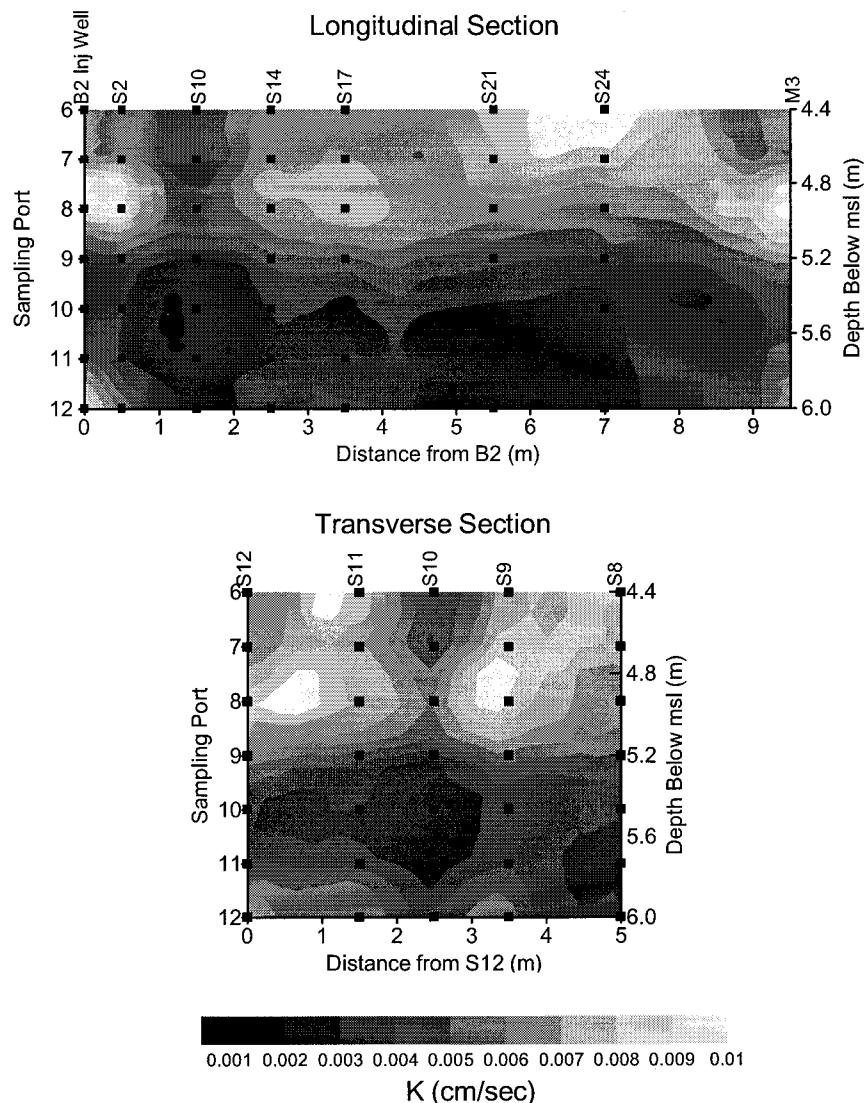 Longitudinal Section
B2 Inj Well
S2
S10
S14
S17
S21
S24
M3
6
7
8
9
10
11
12
Sampling Port
4.4
4.8
5.2
5.6
6.0
Depth Below msl (m)
0 1 2 3 4 5 6 7 8 9
Distance from B2 (m)
Transverse Section
S12
S11
S10
S9
S8
6
7
8
9
10
11
12
Sampling Port
4.4
4.8
5.2
5.6
6.0
Depth Below msl (m)
0 1 2 3 4 5
Distance from S12 (m)
0.001 0.002 0.003 0.004 0.005 0.006 0.007 0.008 0.009 0.01
K (cm/sec)